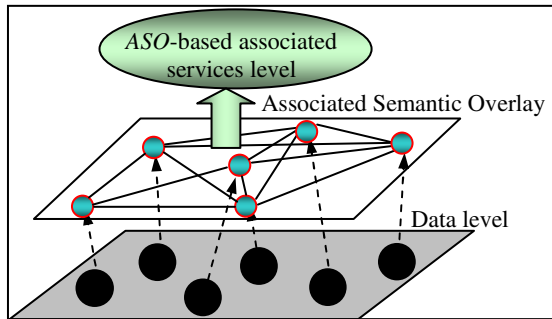 ASO-based associated
services level
Associated Semantic Overlay
Data level